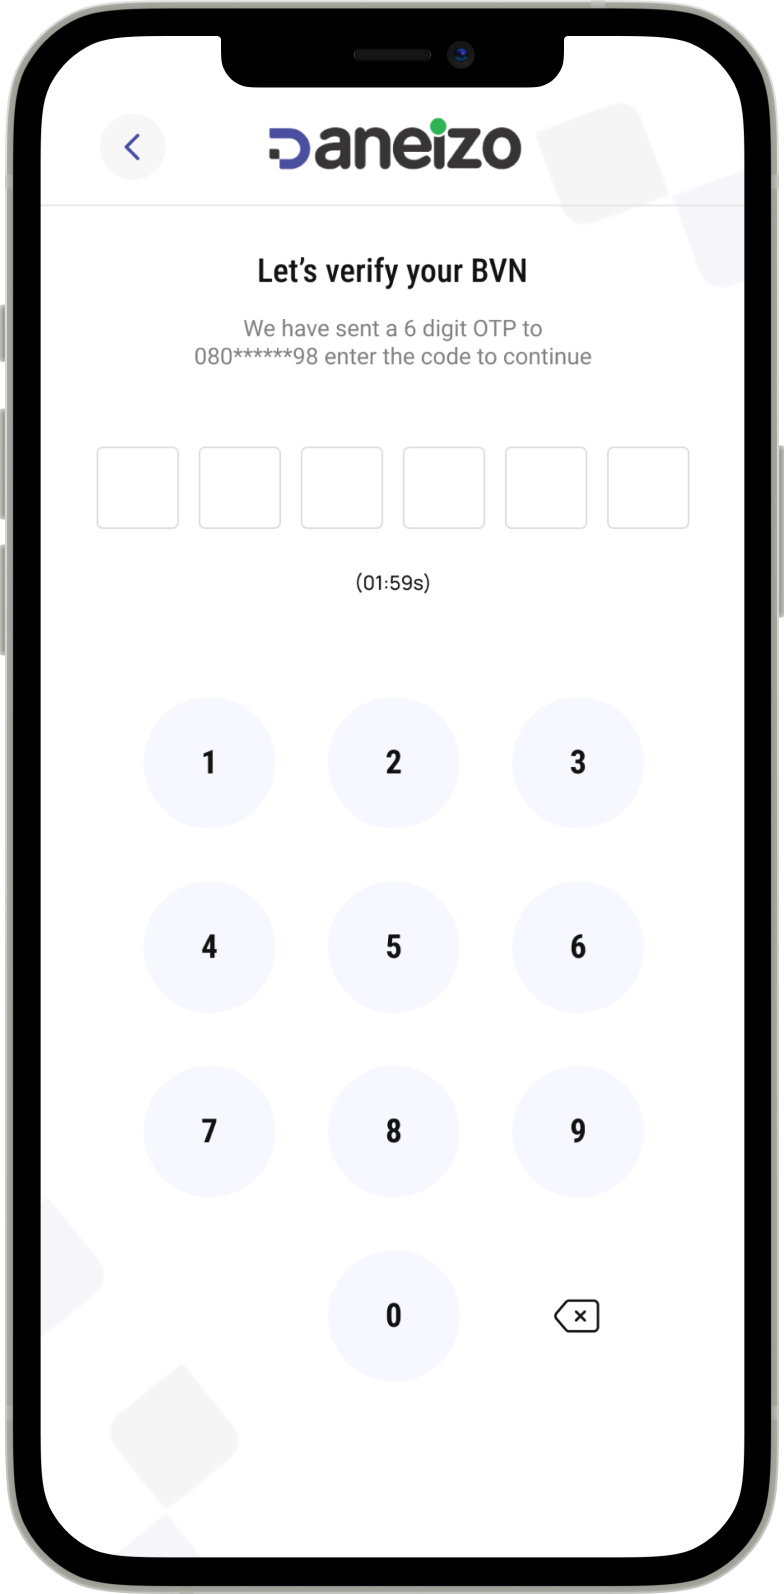 Daneizo
Let's verify your BVN
We have sent a 6 digit OTP to
080******98 enter the code to continue
(01:59s)
1 2 3
4 5 6
7 8 9
0